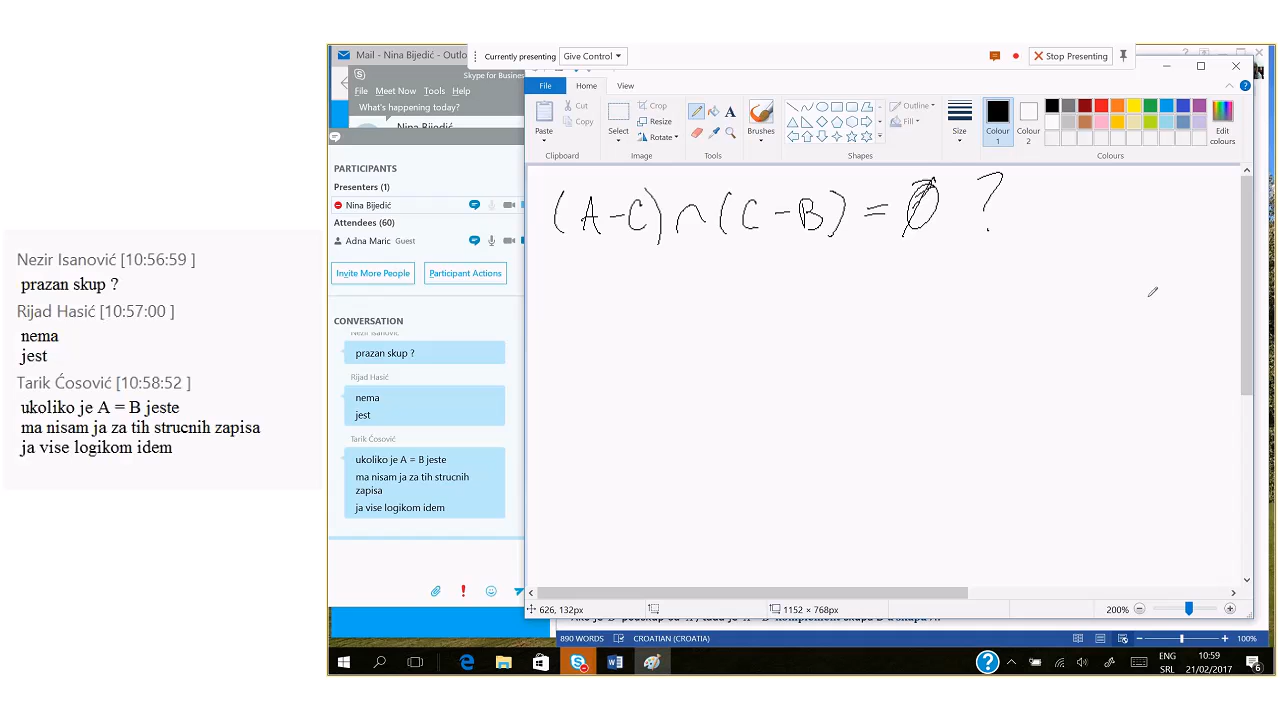 Nezir Isanović [10:56:59 ]
prazan skup ?
Rijad Hasić [10:57:00 ]
nema
jest
Tarik Ćosović [10:58:52 ]
ukoliko je A = B jeste
ma nisam ja za tih strucnih zapisa
ja vise logikom idem
Mail - Nina Bijedić - Outlo
Currently presenting
Give Control
Stop Presenting
Skype for Business
File Meet Now Tools Help
What's happening today?
Nina Bijedić
PARTICIPANTS
Presenters (1)
Nina Bijedić
Attendees (60)
Adna Maric Guest
Invite More People
Participant Actions
CONVERSATION
Nezir Isanović
prazan skup ?
Rijad Hasić
nema
jest
Tarik Ćosović
ukoliko je A = B jeste
ma nisam ja za tih strucnih
zapisa
ja vise logikom idem
File Home View
Paste
Cut
Copy
Clipboard
Select
Crop
Resize
Rotate
Image
A
Tools
Brushes
Outline
Fill
Shapes
Size
Colour
1
Colour
2
Edit
colours
Colours
(A-C)∩(C-B) = Ø ?
626, 132px
1152 × 768px
200%
890 WORDS
CROATIAN (CROATIA)
100%
ENG
SRL
10:59
21/02/2017
6